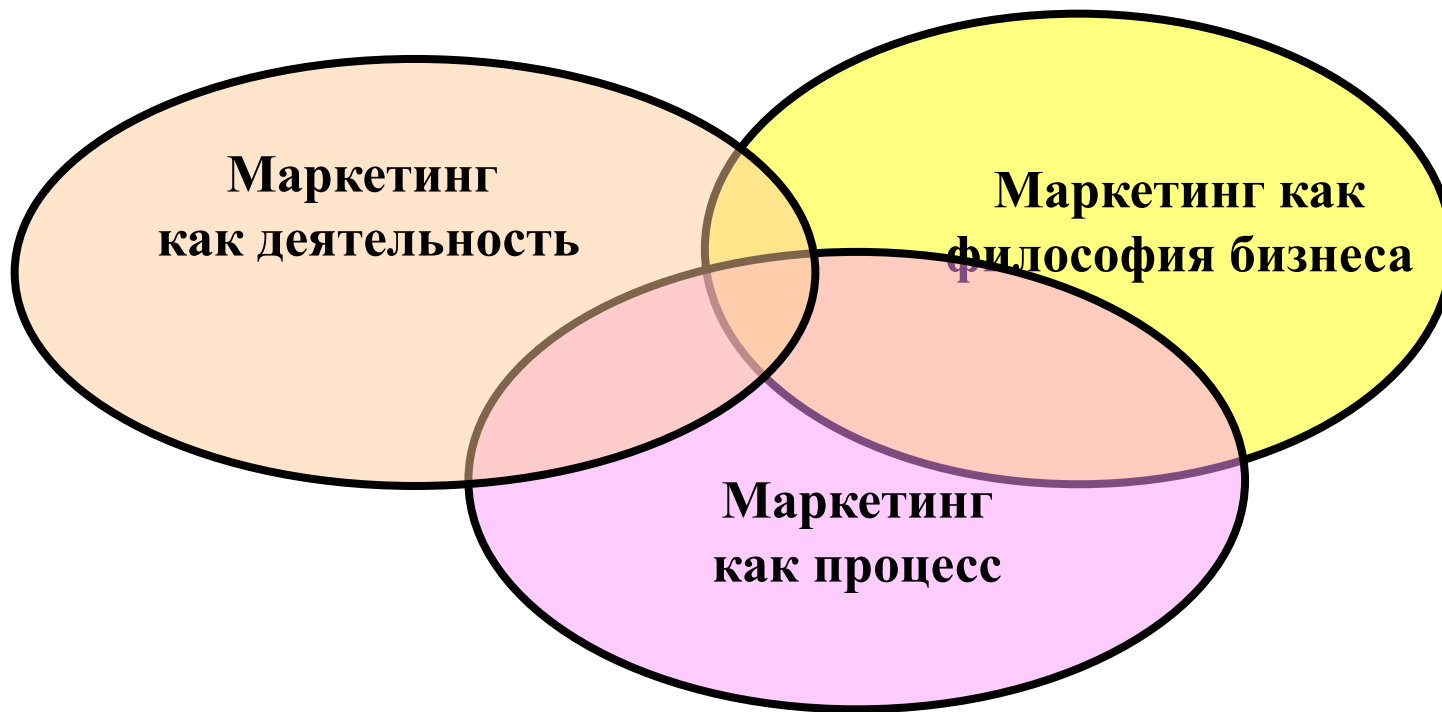 Маркетинг
как деятельность
Маркетинг как
философия бизнеса
Маркетинг
как процесс